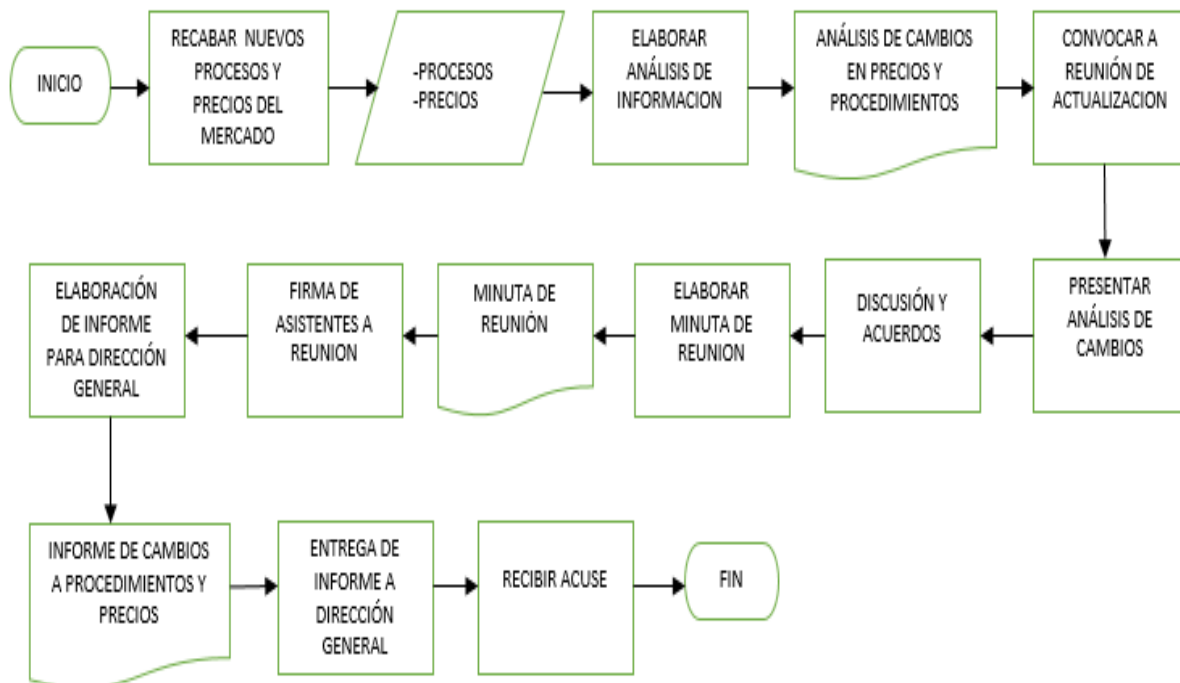 INICIO
RECABAR NUEVOS
PROCESOS Y
PRECIOS DEL
MERCADO
-PROCESOS
-PRECIOS
ELABORAR
ANÁLISIS DE
INFORMACION
ANÁLISIS DE CAMBIOS
EN PRECIOS Y
PROCEDIMIENTOS
CONVOCAR A
REUNIÓN DE
ACTUALIZACION
PRESENTAR
ANÁLISIS DE
CAMBIOS
DISCUSIÓN Y
ACUERDOS
ELABORAR
MINUTA DE
REUNION
MINUTA DE
REUNIÓN
FIRMA DE
ASISTENTES A
REUNION
ELABORACIÓN
DE INFORME
PARA DIRECCIÓN
GENERAL
INFORME DE CAMBIOS
A PROCEDIMIENTOS Y
PRECIOS
ENTREGA DE
INFORME A
DIRECCIÓN
GENERAL
RECIBIR ACUSE
FIN